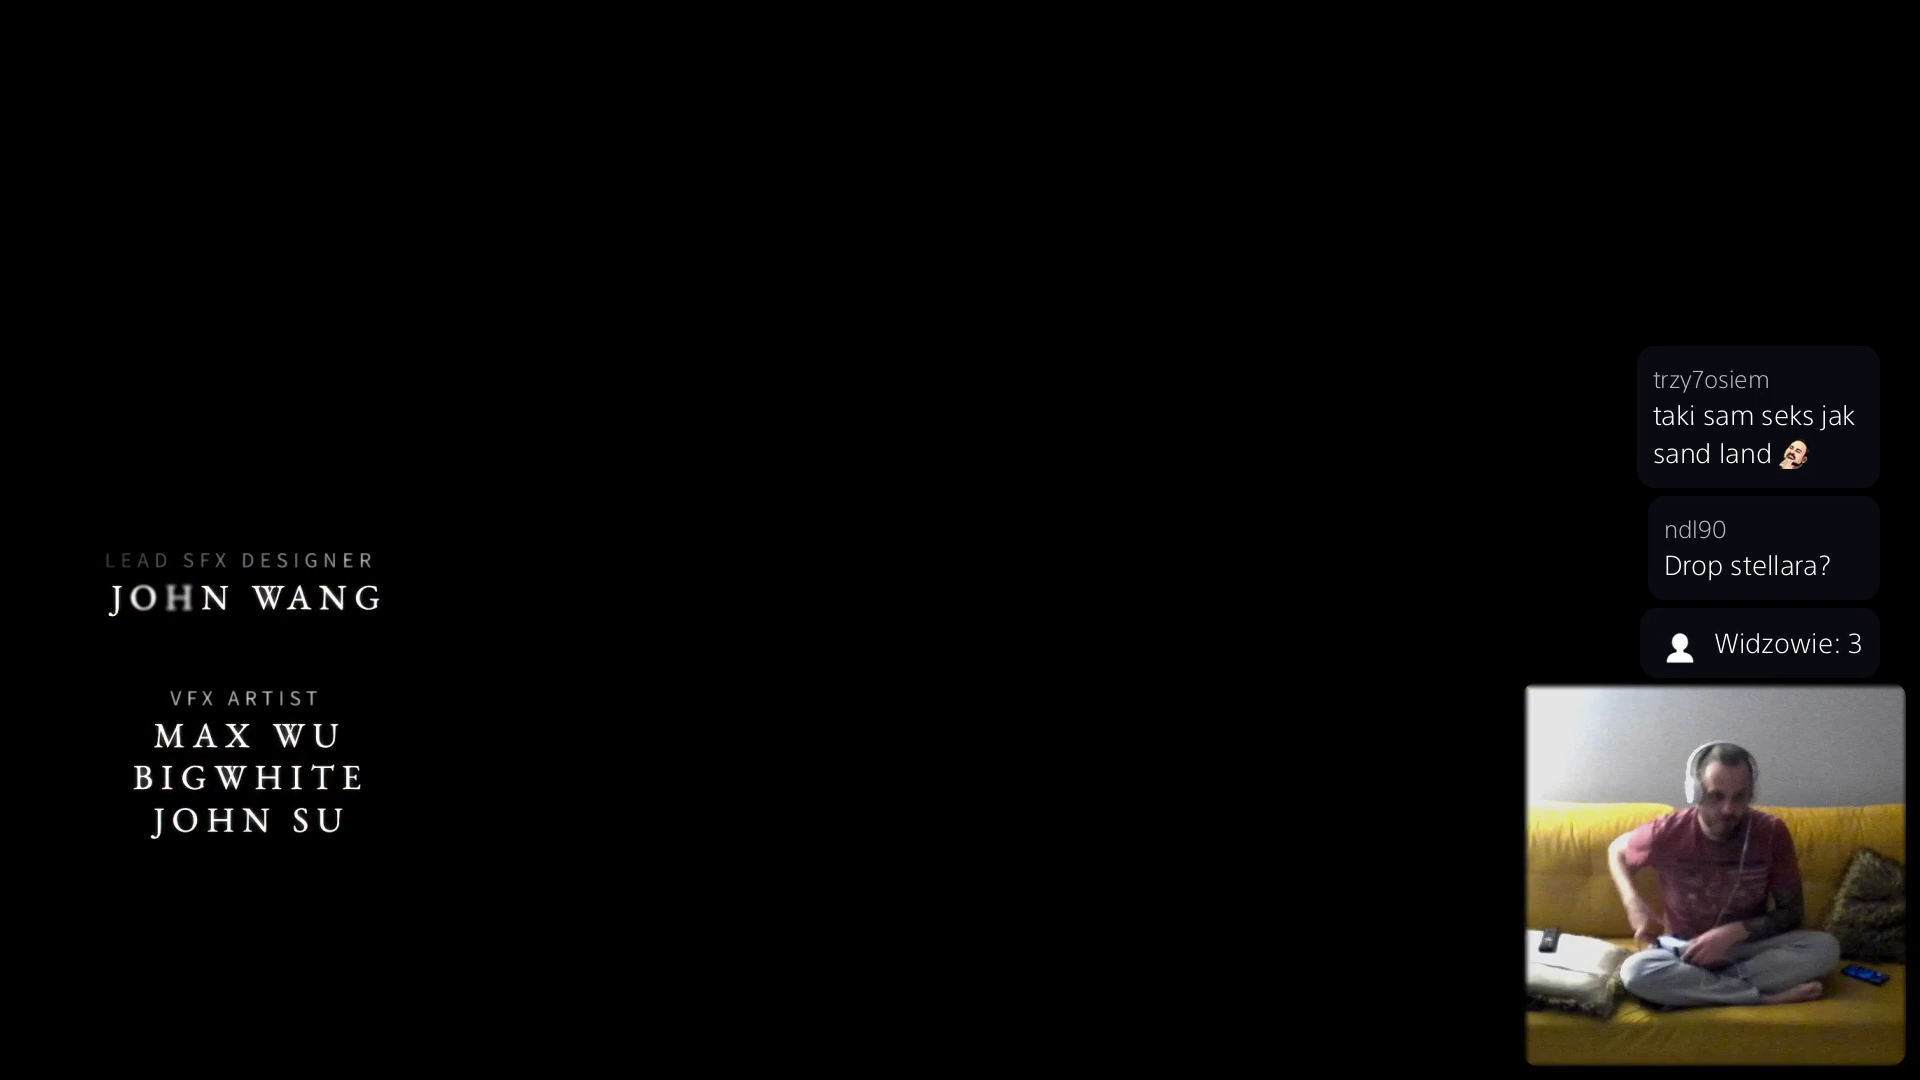 LEAD SFX DESIGNER
JOHN WANG
VFX ARTIST
MAX WU
BIGWHITE
JOHN SU
trzy7osiem
taki sam seks jak
sand land
ndl90
Drop stellara?
Widzowie: 3